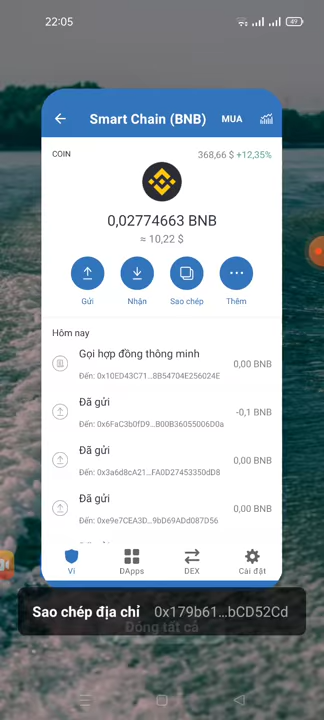 22:05
49
Smart Chain (BNB) MUA
COIN 368,66 $ +12,35%
0,02774663 BNB
≈ 10,22 $
Gửi Nhận Sao chép Thêm
Hôm nay
Gọi hợp đồng thông minh
0,00 BNB
Đến: 0x10ED43C71...8B54704E256024E
Đã gửi
-0,1 BNB
Đến: 0x6FaC3b0fD9...B00B36055006D0a
Đã gửi
0,00 BNB
Đến: 0x3a6d8cA21...FA0D27453350dD8
Đã gửi
0,00 BNB
Đến: 0xe9e7CEA3D...9bD69ADd087D56
Ví DApps DEX Cài đặt
Sao chép địa chỉ 0x179b61...bCD52Cd
Đóng tất cả